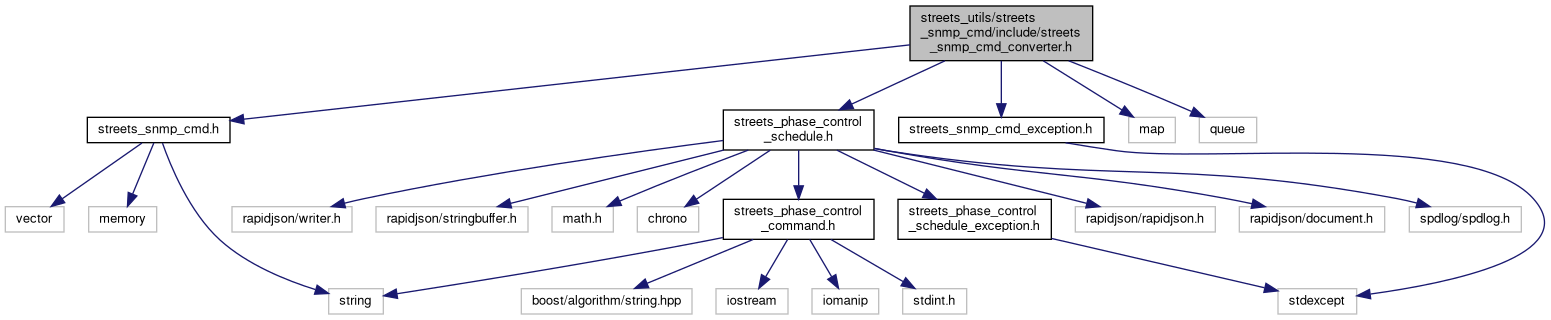 streets_utils/streets
_snmp_cmd/include/streets
_snmp_cmd_converter.h
streets_snmp_cmd.h
streets_phase_control
_schedule.h
streets_snmp_cmd_exception.h
map
queue
vector
memory
rapidjson/writer.h
rapidjson/stringbuffer.h
math.h
chrono
streets_phase_control
_command.h
streets_phase_control
_schedule_exception.h
rapidjson/rapidjson.h
rapidjson/document.h
spdlog/spdlog.h
string
boost/algorithm/string.hpp
iostream
iomanip
stdint.h
stdexcept